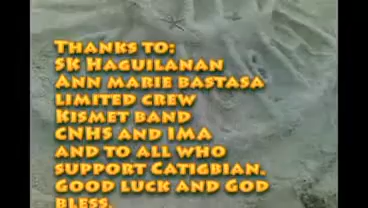 Thanks to:
SK Haguilanan
Ann marie bastasa
limited crew
Kismet band
CNHS and IMA
and to all who
support Catigbian.
Good luck and God
bless.